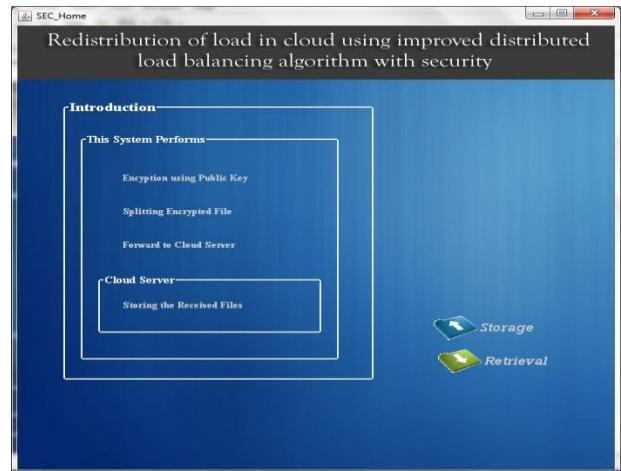 SEC_Home
Redistribution of load in cloud using improved distributed
load balancing algorithm with security
Introduction
This System Performs
Encyption using Public Key
Splitting Encrypted File
Forward to Cloud Server
Cloud Server
Storing the Received Files
Storage
Retrieval